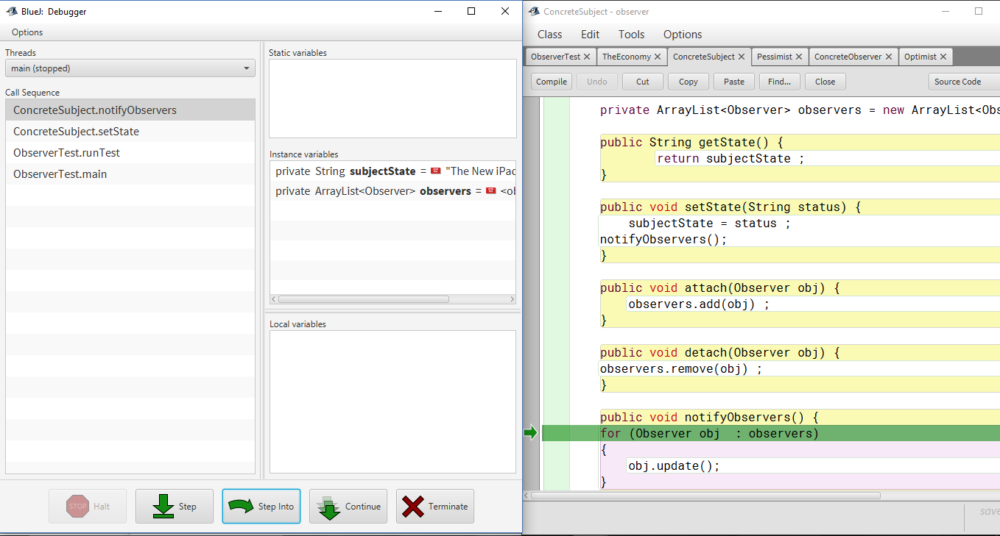 BlueJ: Debugger
Options
Threads
main (stopped)
Call Sequence
ConcreteSubject.notifyObservers
ConcreteSubject.setState
ObserverTest.runTest
ObserverTest.main
Static variables
Instance variables
private String subjectState = "The New iPad
private ArrayList<Observer> observers = <ob
Local variables
STOP Halt
Step
Step Into
Continue
Terminate
ConcreteSubject - observer
Class Edit Tools Options
ObserverTest TheEconomy ConcreteSubject Pessimist ConcreteObserver Optimist
Compile Undo Cut Copy Paste Find... Close Source Code
private ArrayList<Observer> observers = new ArrayList<Obs
public String getState() {
return subjectState ;
}
public void setState(String status) {
subjectState = status ;
notifyObservers();
}
public void attach(Observer obj) {
observers.add(obj) ;
}
public void detach(Observer obj) {
observers.remove(obj) ;
}
public void notifyObservers() {
for (Observer obj  : observers)
{
obj.update();
}
save